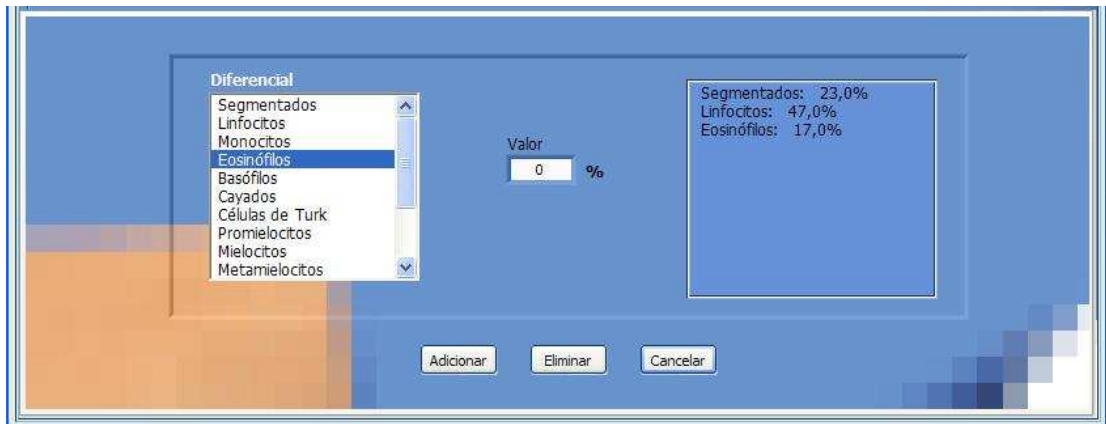 Diferencial
Segmentados
Linfocitos
Monocitos
Eosinófilos
Basófilos
Cayados
Células de Turk
Promielocitos
Mielocitos
Metamielocitos
Valor
0 %
Segmentados: 23,0%
Linfocitos: 47,0%
Eosinófilos: 17,0%
Adicionar Eliminar Cancelar